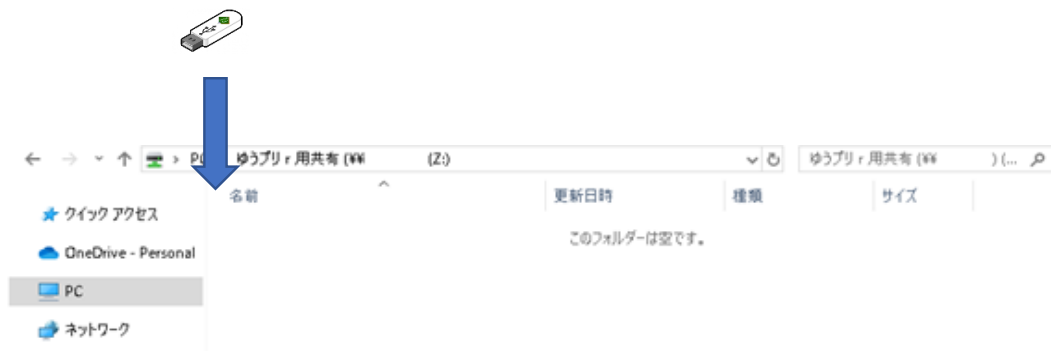 PC ゆうプリｒ用共有 (¥¥ (Z:)
ゆうプリｒ用共有 (¥¥ ) (...
名前 更新日時 種類 サイズ
クイック アクセス
このフォルダーは空です。
OneDrive - Personal
PC
ネットワーク